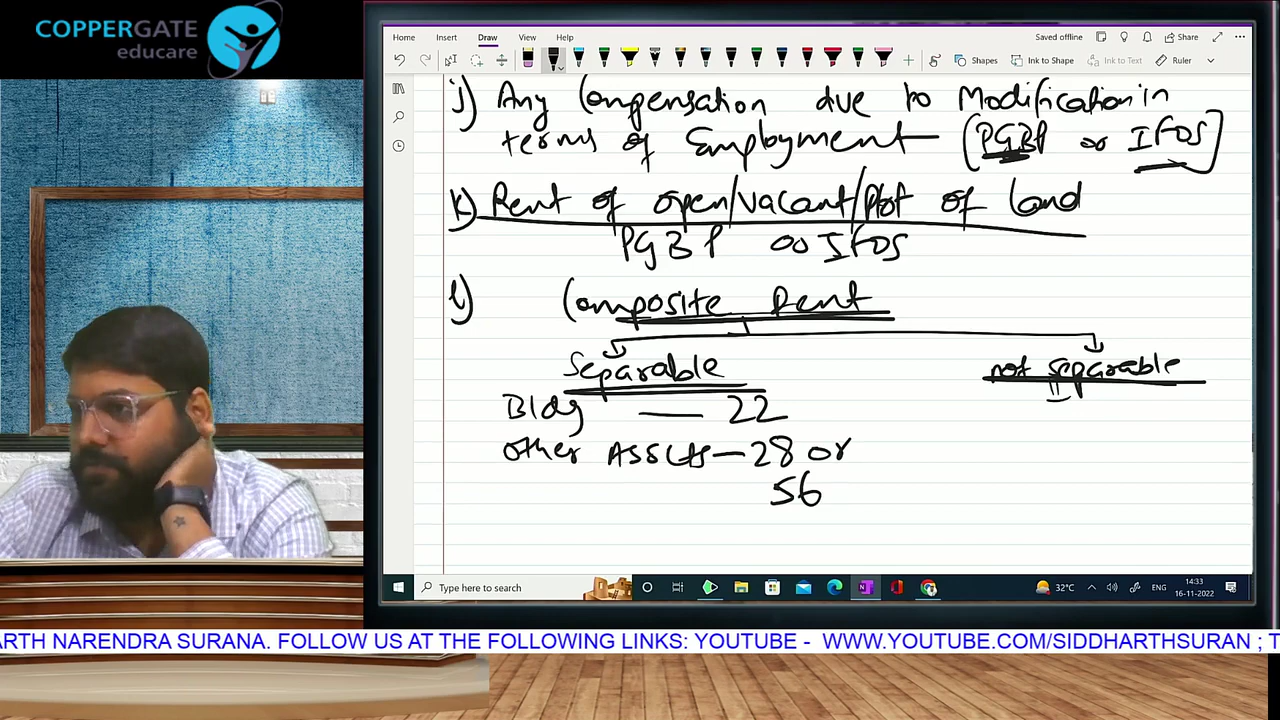 COPPERGATE
educare
Home Insert Draw View Help
Saved offline Share
Shapes Ink to Shape Ink to Text Ink to Math Ruler
j) Any Compensation due to Modification in
terms of Employment (PGBP or IFOS)
k) Rent of open/vacant/Plot of land
PGBP or IFOS
l) Composite Rent
Separable not separable
Bldg — 22
Other Assets — 28 or
56
Type here to search
32°C ENG 14:33
16-11-2022
ARTH NARENDRA SURANA. FOLLOW US AT THE FOLLOWING LINKS: YOUTUBE - WWW.YOUTUBE.COM/SIDDHARTHSURAN ; T